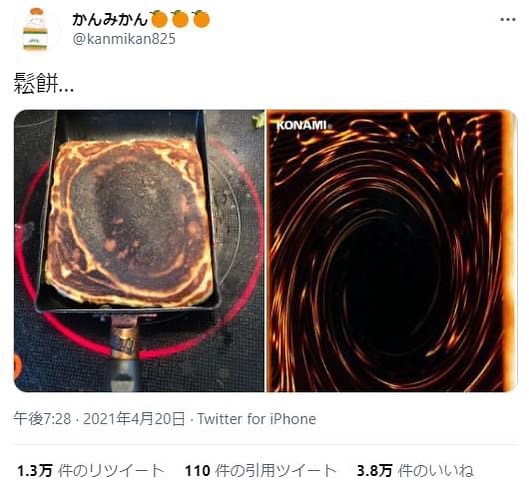 かんみかん🍊🍊🍊
@kanmikan825
鬆餅...
KONAMI
午後7:28 · 2021年4月20日 · Twitter for iPhone
1.3万 件のリツイート 110 件の引用ツイート 3.8万 件のいいね